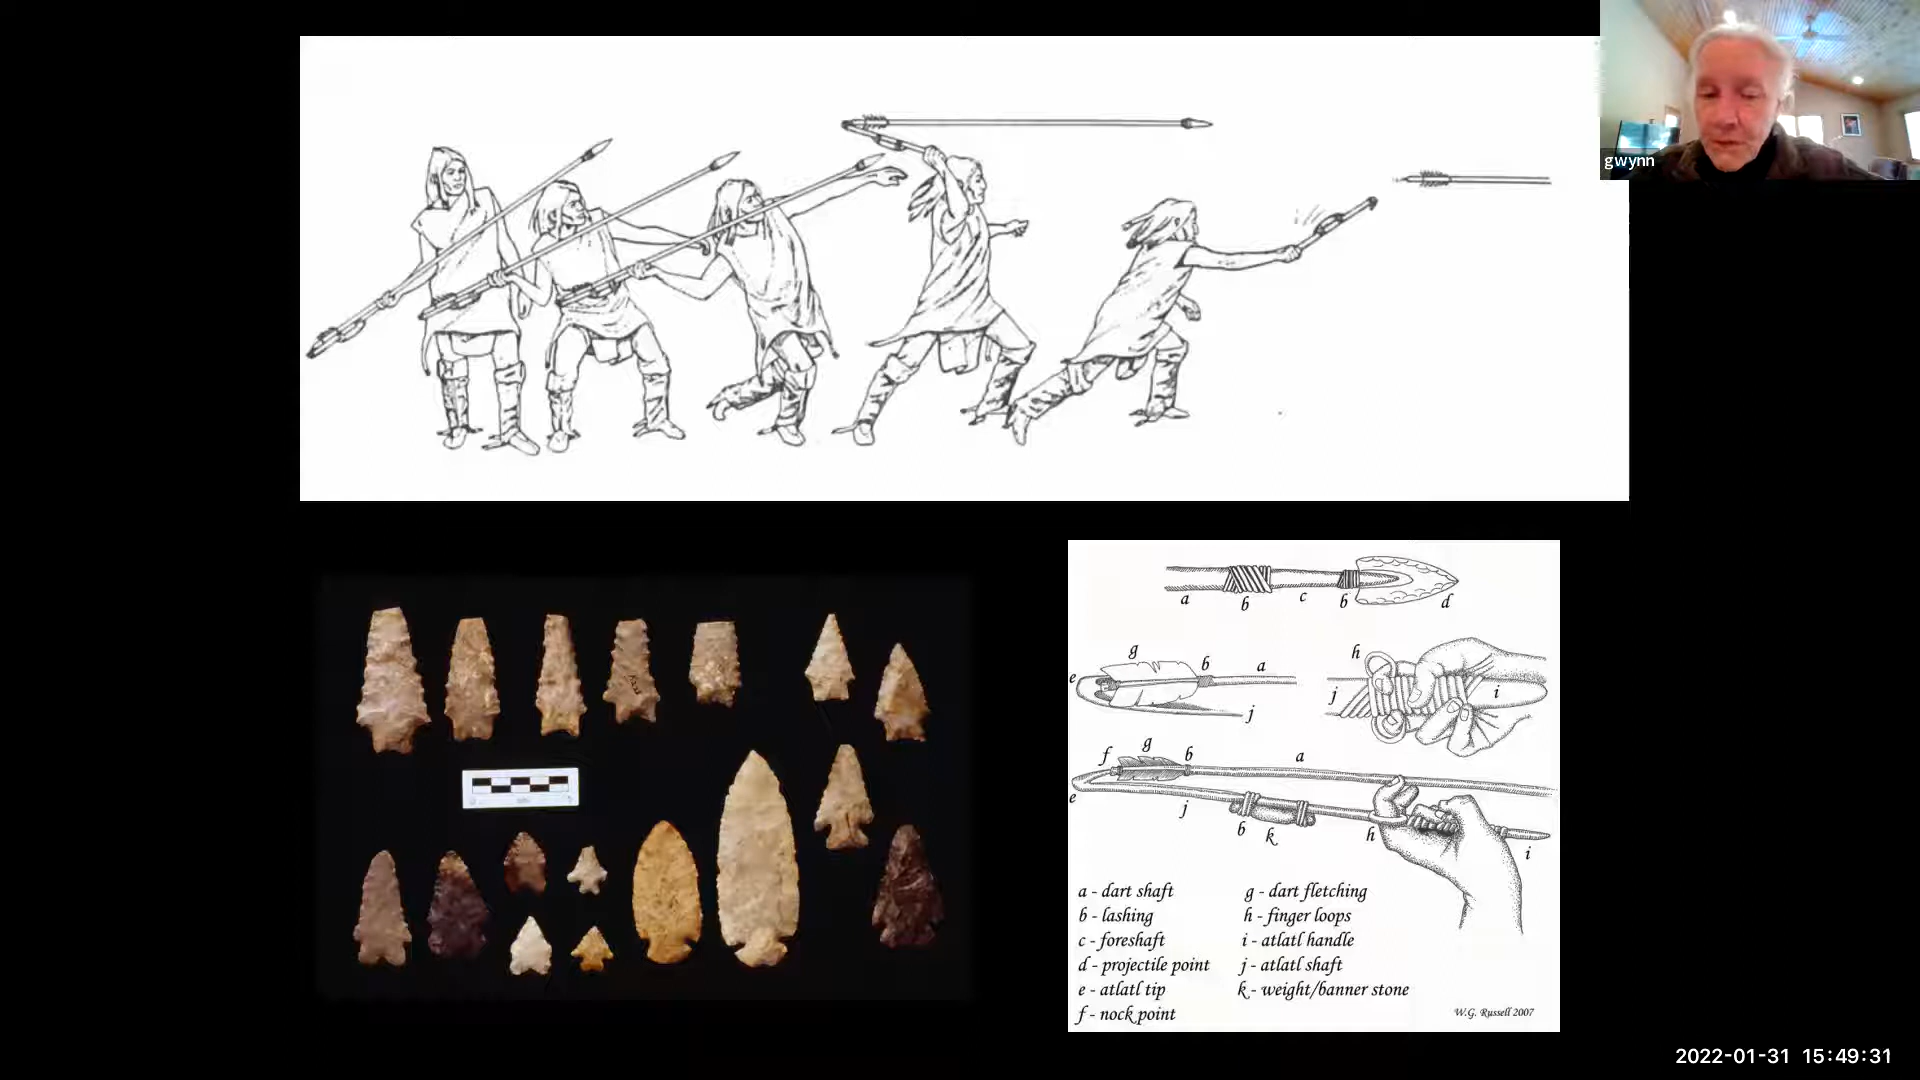 gwynn
a b c b d
g b a
e
j
h
j i
f g b a
e j
b k h
i
a - dart shaft
b - lashing
c - foreshaft
d - projectile point
e - atlatl tip
f - nock point
g - dart fletching
h - finger loops
i - atlatl handle
j - atlatl shaft
k - weight/banner stone
W.G. Russell 2007
2022-01-31 15:49:31